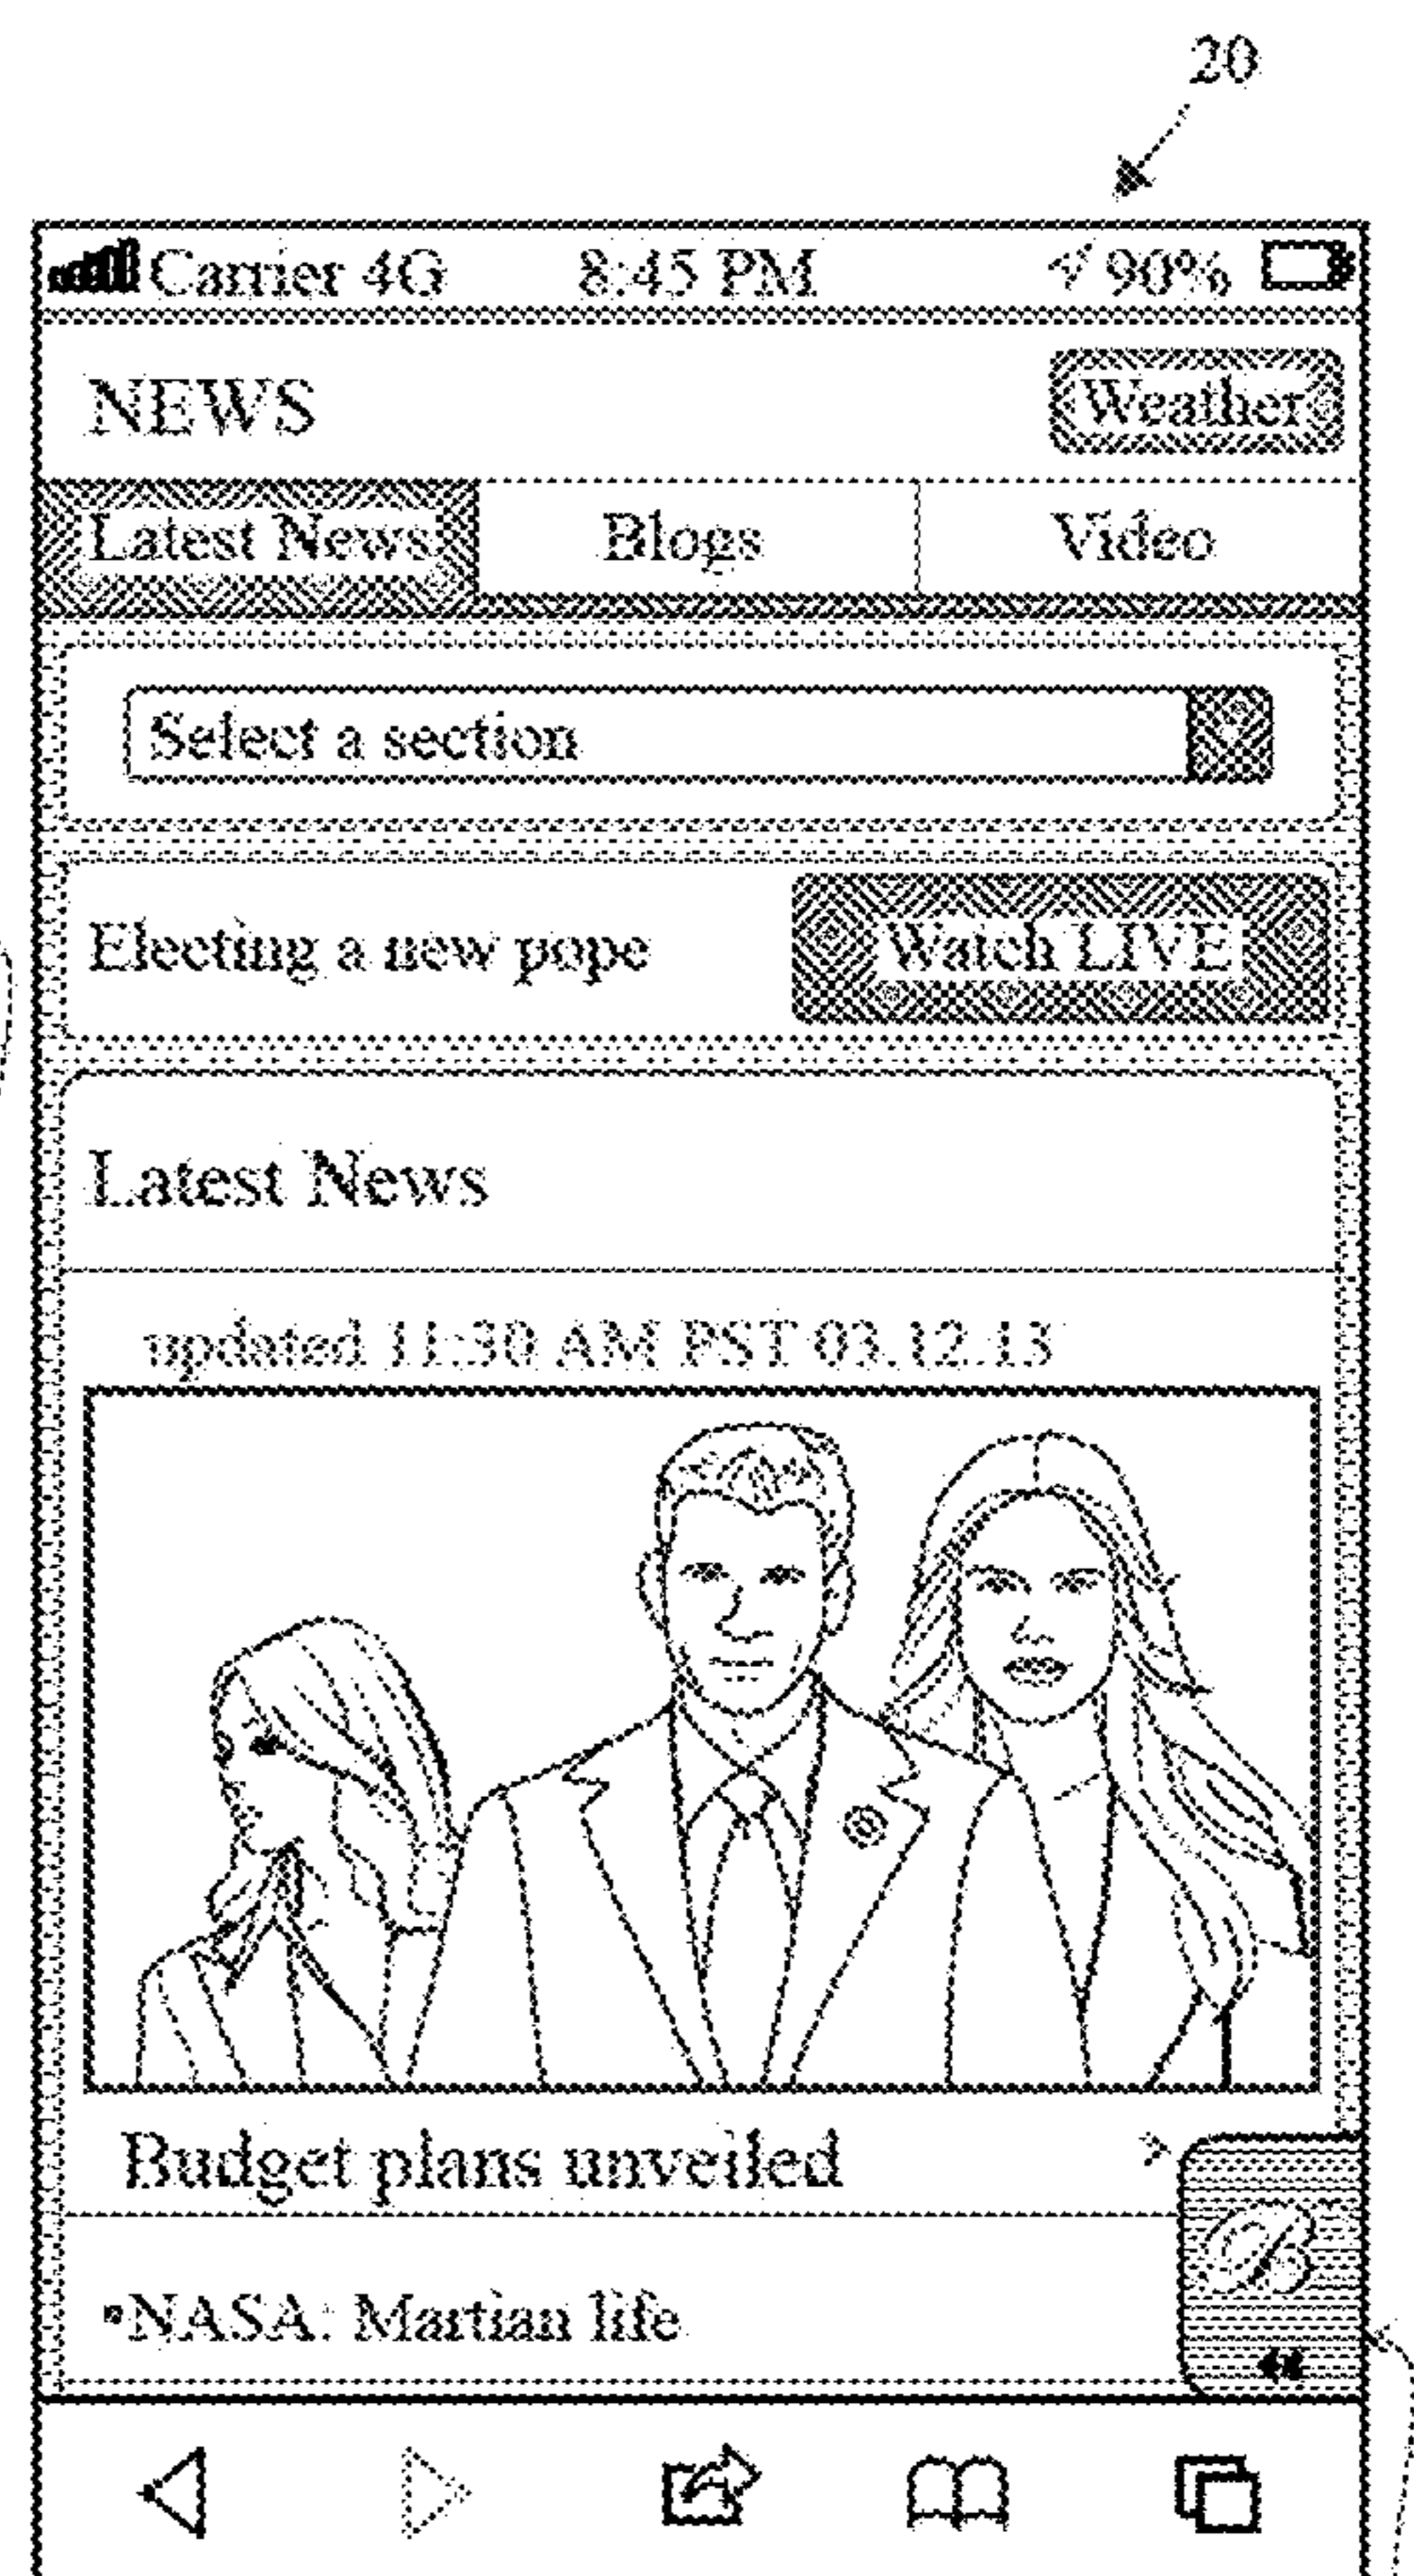 20
Carrier 4G 8:45 PM 90%
NEWS Weather
Latest News Blogs Video
Select a section
Electing a new pope Watch LIVE
Latest News
updated 11:30 AM PST 03.12.13
Budget plans unveiled >
B
•NASA: Martian life